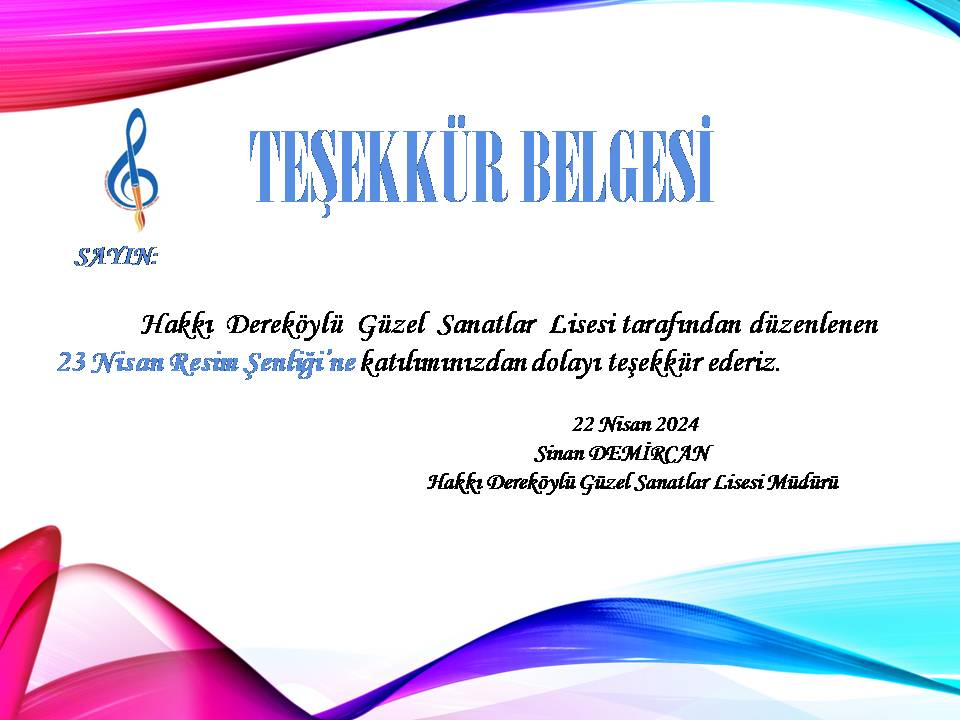 TEŞEKKÜR BELGESİ
SAYIN:
Hakkı Dereköylü Güzel Sanatlar Lisesi tarafından düzenlenen
23 Nisan Resim Şenliği'ne katılımınızdan dolayı teşekkür ederiz.
22 Nisan 2024
Sinan DEMİRCAN
Hakkı Dereköylü Güzel Sanatlar Lisesi Müdürü